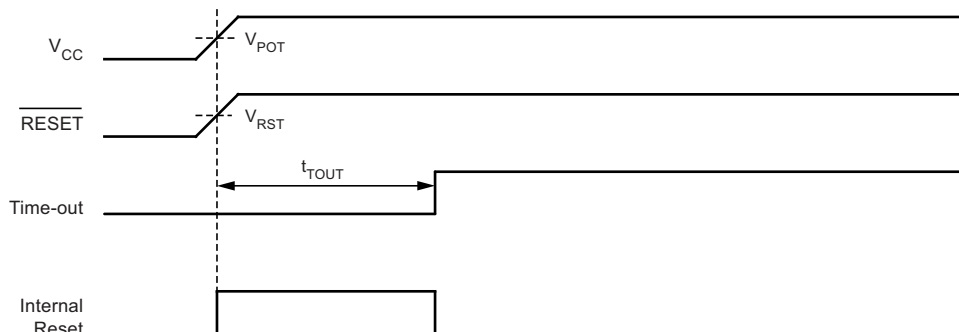 VCC
VPOT
RESET
VRST
tTOUT
Time-out
Internal
Reset